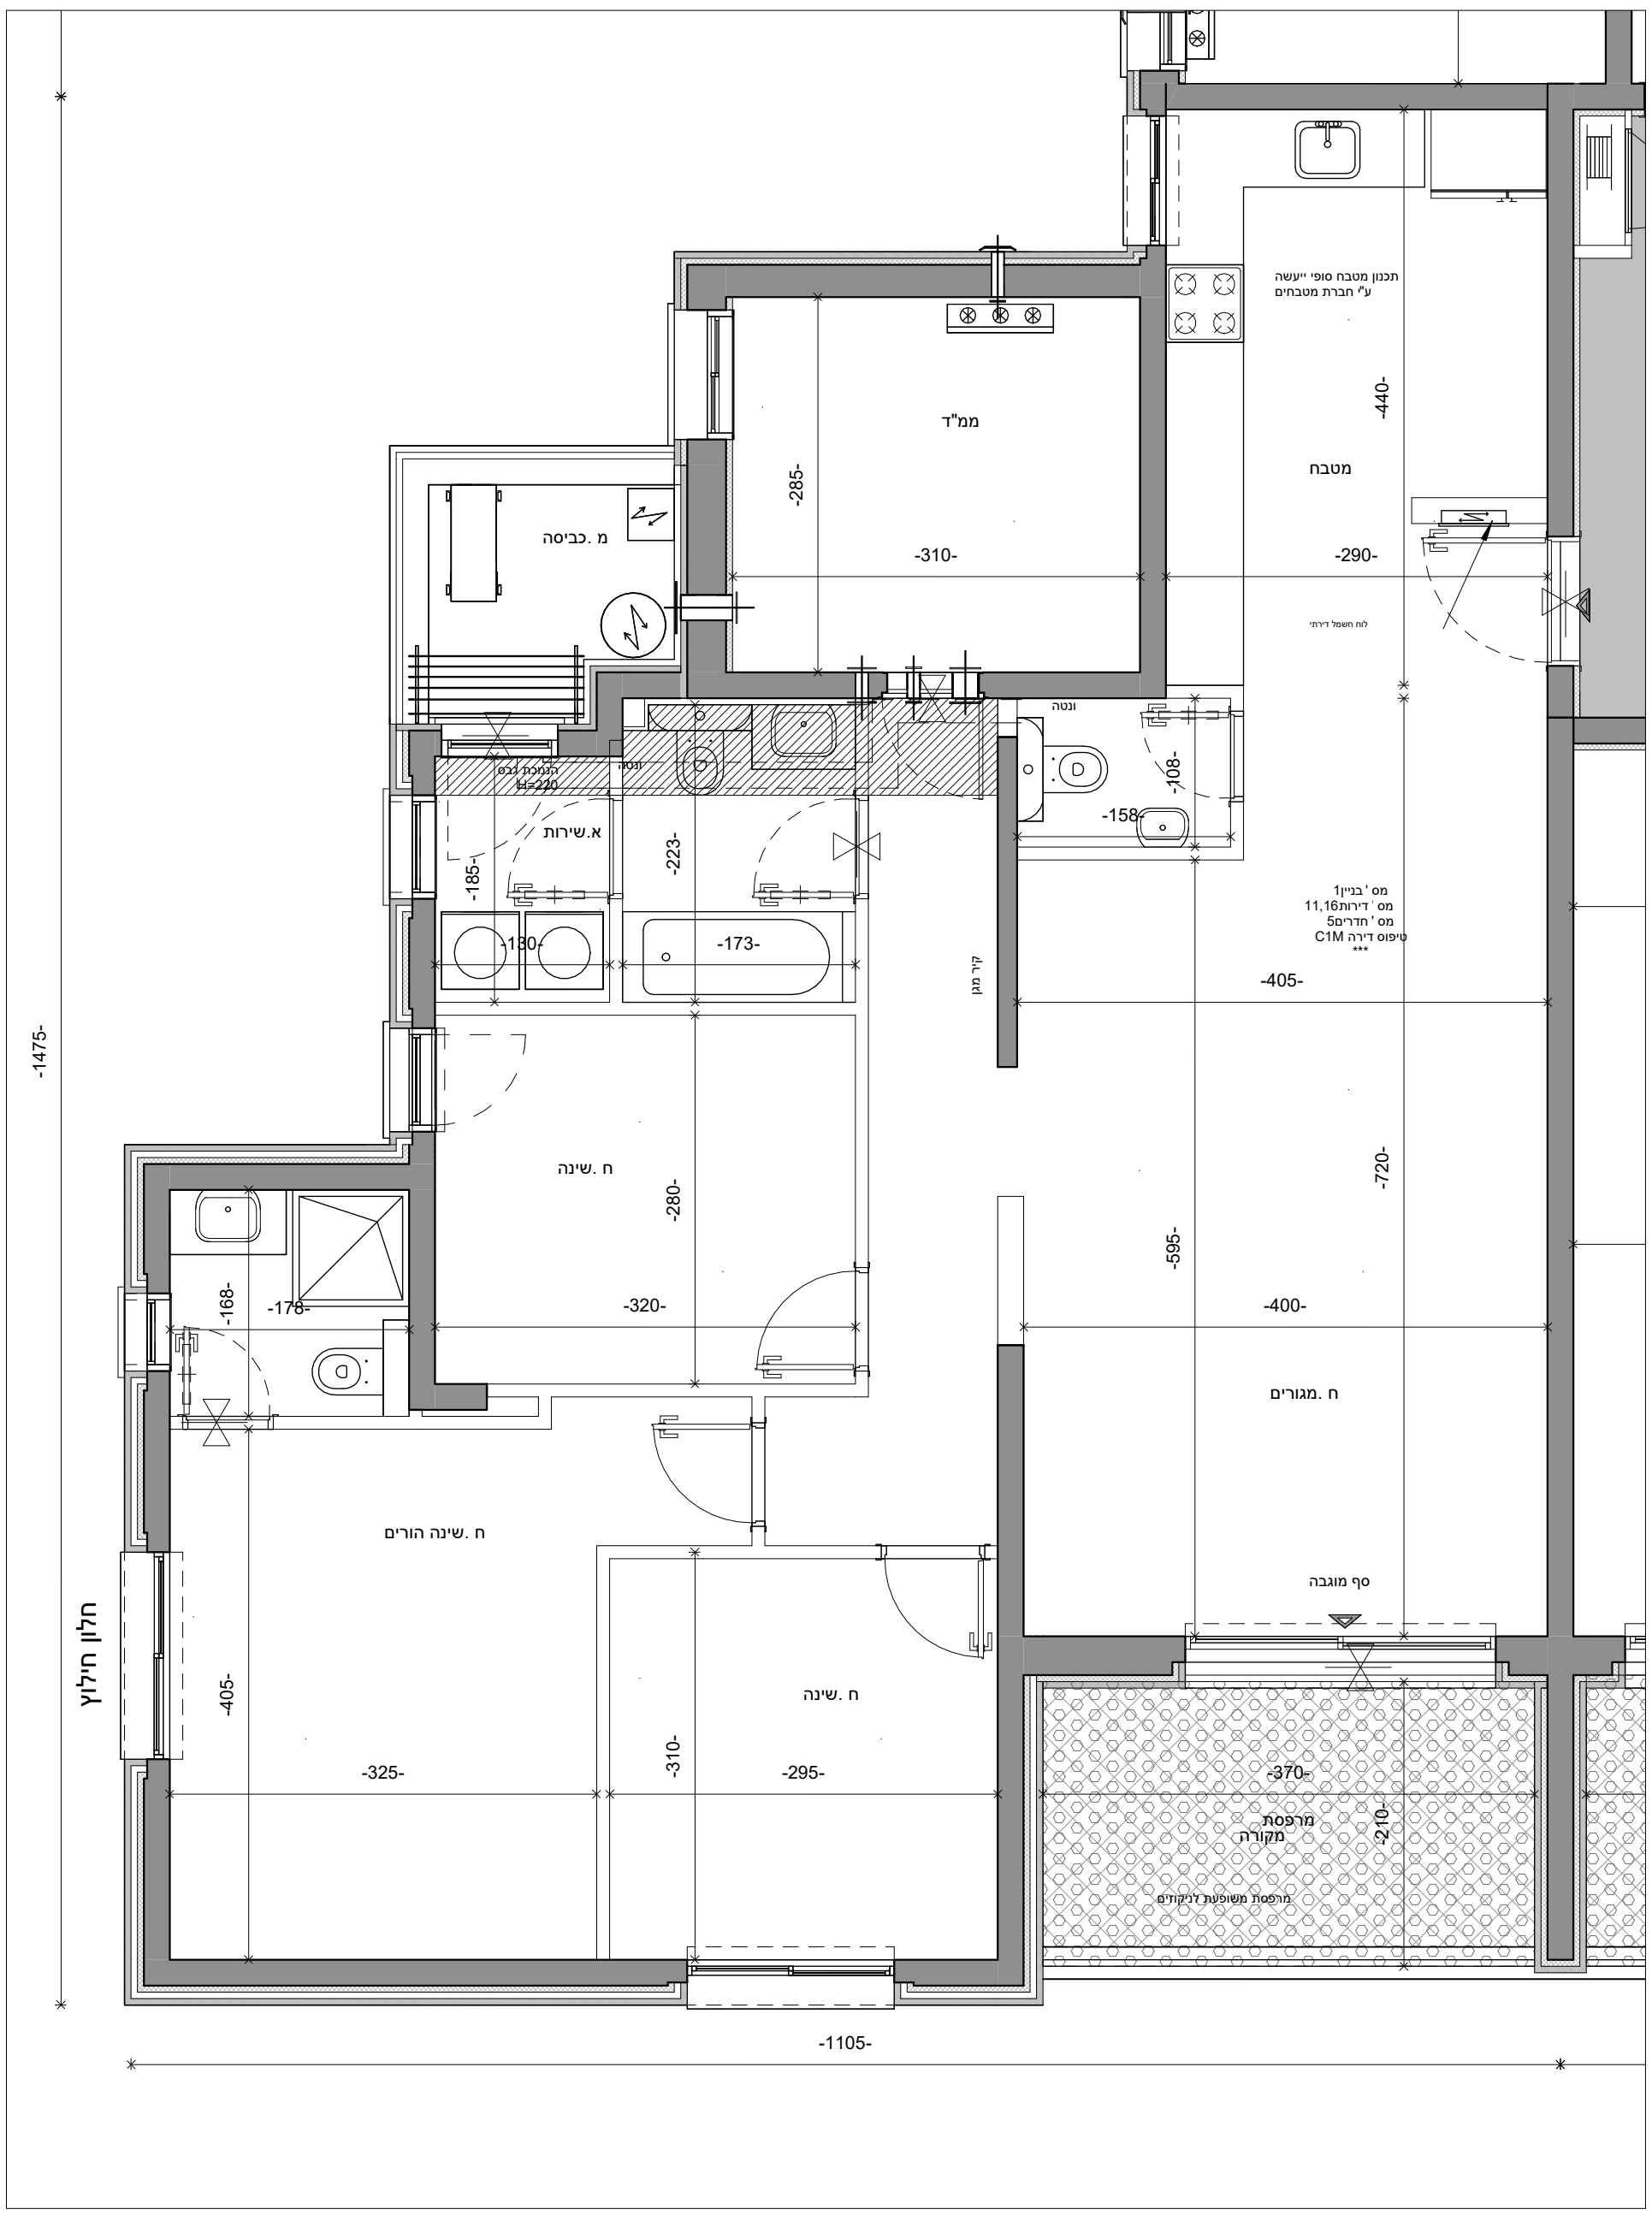 תכנון מטבח סופי ייעשה
ע"י חברת מטבחים
-440-
ממ"ד
מטבח
-285-
מ .כביסה
-310-
-290-
לוח חשמל דירתי
ונטה
הנמכת גבס
H=220
ונטה
-108-
-158-
א.שירות
-185-
-223-
מס ' בניין1
מס ' דירות11,16
מס ' חדרים5
טיפוס דירה C1M
***
-130-
-173-
קיר מגן
-405-
-1475-
ח .שינה
-280-
-720-
-595-
-168-
-178-
-320-
-400-
ח .מגורים
ח .שינה הורים
סף מוגבה
חלון חילוץ
-405-
ח .שינה
-310-
-325-
-295-
-370-
-210-
מרפסת
מקורה
מרפסת משופעת לניקוזים
-1105-